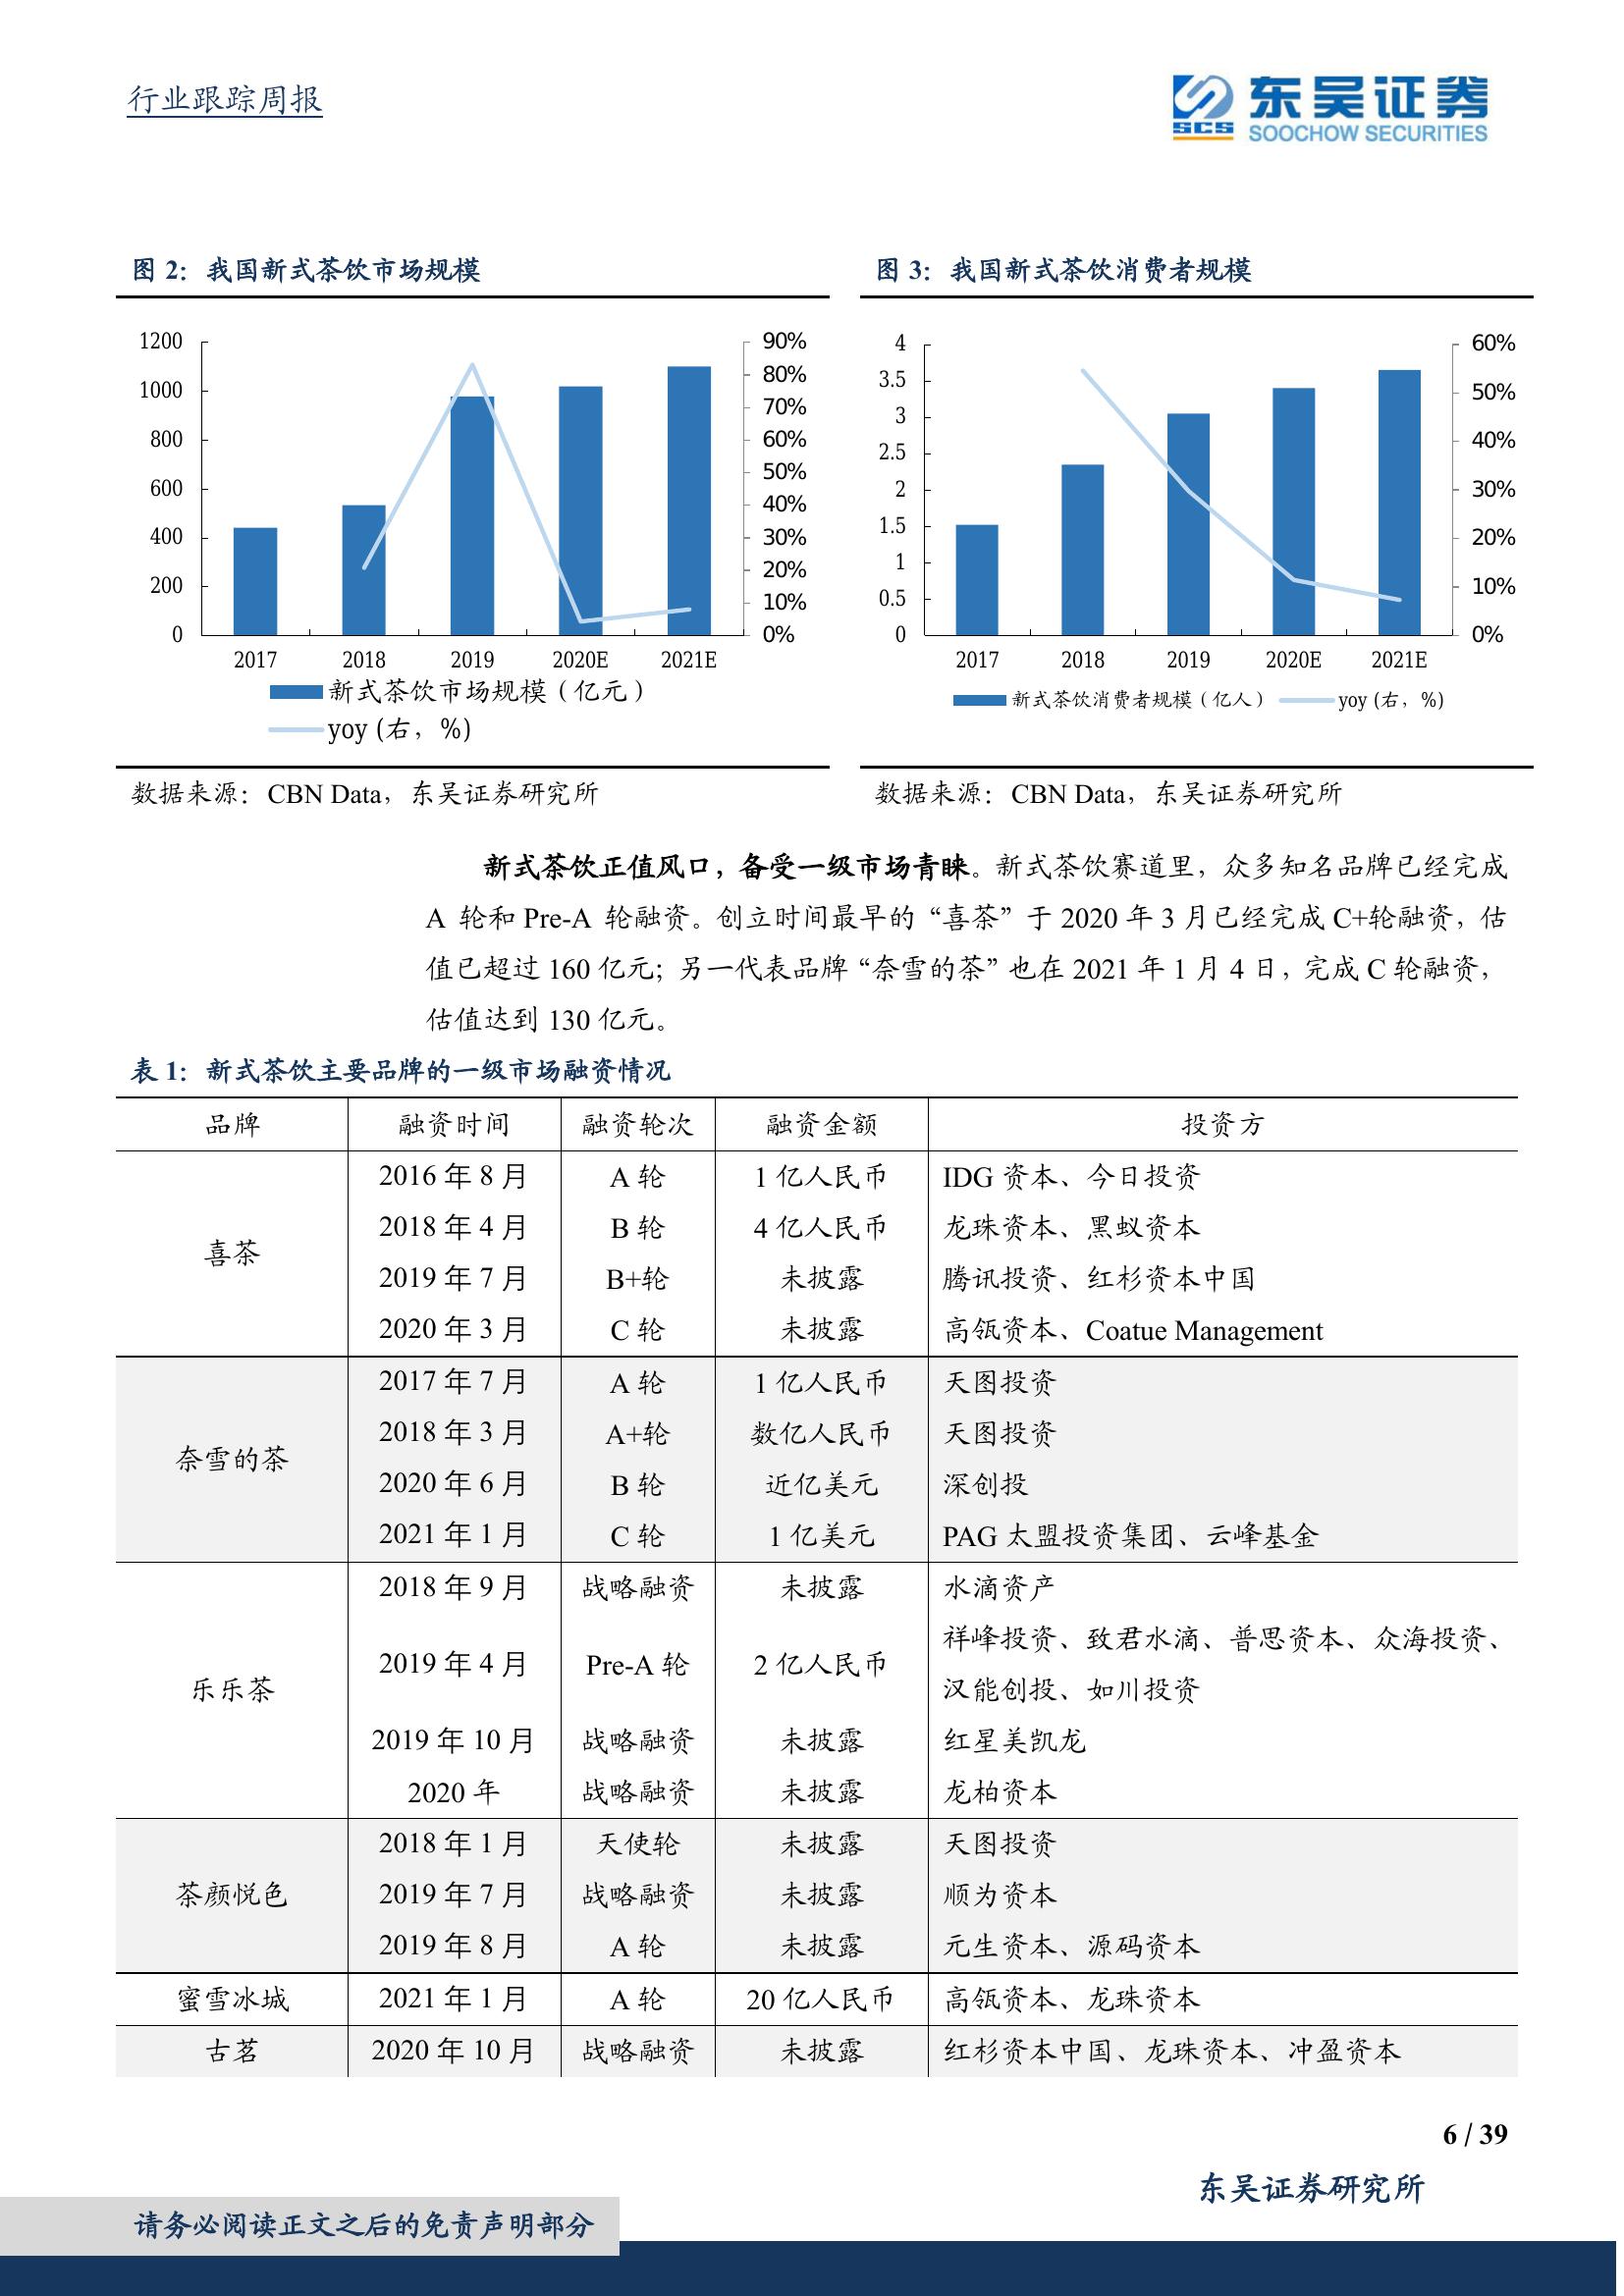 行业跟踪周报
SCS
东吴证券
SOOCHOW SECURITIES
图 2：我国新式茶饮市场规模
1200
1000
800
600
400
200
0
90%
80%
70%
60%
50%
40%
30%
20%
10%
0%
2017 2018 2019 2020E 2021E
新式茶饮市场规模（亿元）
yoy (右，%)
数据来源：CBN Data，东吴证券研究所
图 3：我国新式茶饮消费者规模
4
3.5
3
2.5
2
1.5
1
0.5
0
60%
50%
40%
30%
20%
10%
0%
2017 2018 2019 2020E 2021E
新式茶饮消费者规模（亿人） yoy (右，%)
数据来源：CBN Data，东吴证券研究所
新式茶饮正值风口，备受一级市场青睐。新式茶饮赛道里，众多知名品牌已经完成
A 轮和 Pre-A 轮融资。创立时间最早的“喜茶”于 2020 年 3 月已经完成 C+轮融资，估
值已超过 160 亿元；另一代表品牌“奈雪的茶”也在 2021 年 1 月 4 日，完成 C 轮融资，
估值达到 130 亿元。
表 1：新式茶饮主要品牌的一级市场融资情况
品牌 融资时间 融资轮次 融资金额 投资方
喜茶
2016 年 8 月 A 轮 1 亿人民币 IDG 资本、今日投资
2018 年 4 月 B 轮 4 亿人民币 龙珠资本、黑蚁资本
2019 年 7 月 B+轮 未披露 腾讯投资、红杉资本中国
2020 年 3 月 C 轮 未披露 高瓴资本、Coatue Management
奈雪的茶
2017 年 7 月 A 轮 1 亿人民币 天图投资
2018 年 3 月 A+轮 数亿人民币 天图投资
2020 年 6 月 B 轮 近亿美元 深创投
2021 年 1 月 C 轮 1 亿美元 PAG 太盟投资集团、云峰基金
乐乐茶
2018 年 9 月 战略融资 未披露 水滴资产
2019 年 4 月 Pre-A 轮 2 亿人民币 祥峰投资、致君水滴、普思资本、众海投资、
汉能创投、如川投资
2019 年 10 月 战略融资 未披露 红星美凯龙
2020 年 战略融资 未披露 龙柏资本
茶颜悦色
2018 年 1 月 天使轮 未披露 天图投资
2019 年 7 月 战略融资 未披露 顺为资本
2019 年 8 月 A 轮 未披露 元生资本、源码资本
蜜雪冰城 2021 年 1 月 A 轮 20 亿人民币 高瓴资本、龙珠资本
古茗 2020 年 10 月 战略融资 未披露 红杉资本中国、龙珠资本、冲盈资本
6 / 39
东吴证券研究所
请务必阅读正文之后的免责声明部分